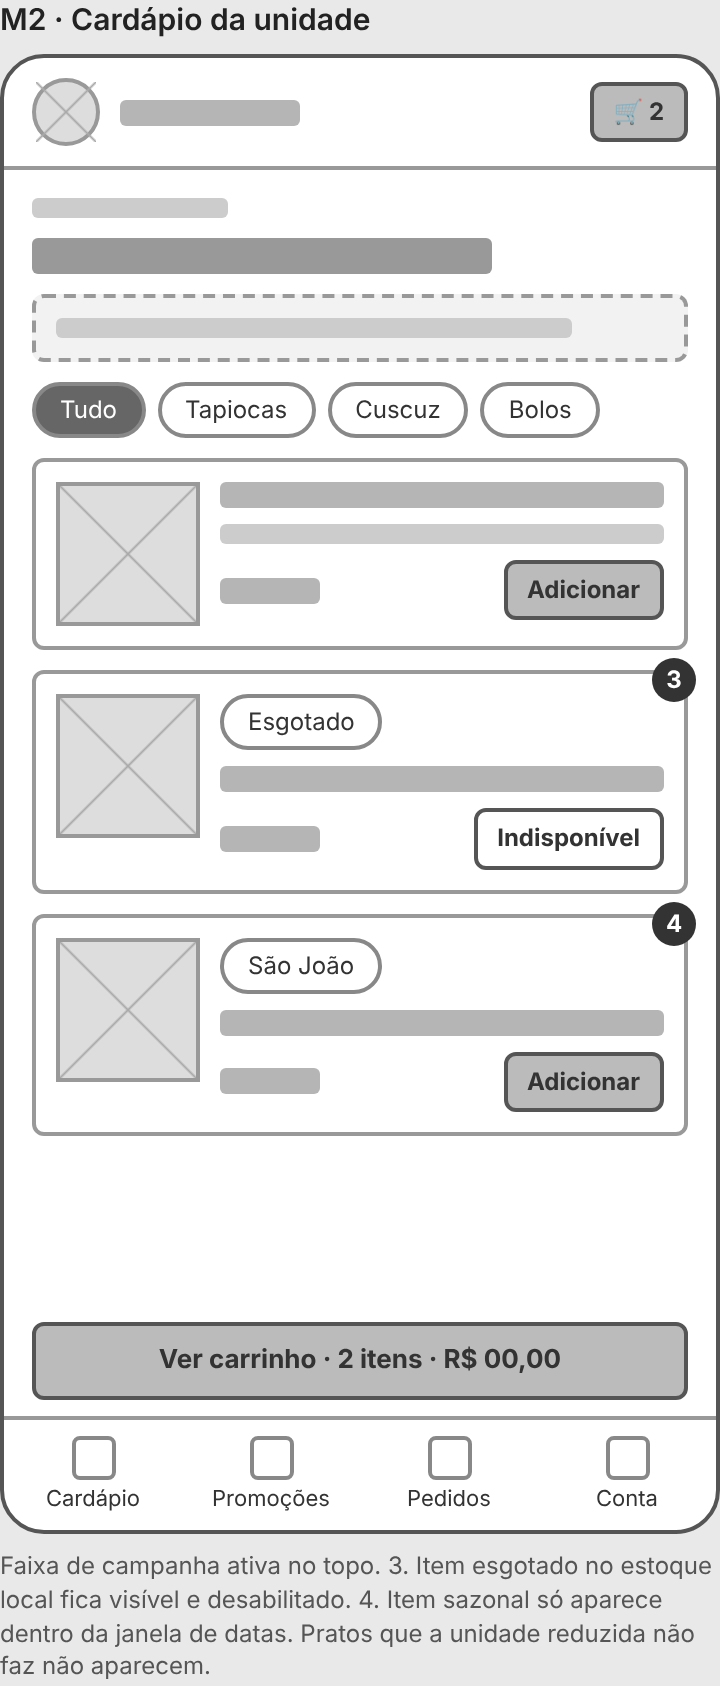 M2 · Cardápio da unidade
🛒 2
Tudo
Tapiocas
Cuscuz
Bolos
Adicionar
3
Esgotado
Indisponível
4
São João
Adicionar
Ver carrinho · 2 itens · R$ 00,00
Cardápio
Promoções
Pedidos
Conta
Faixa de campanha ativa no topo. 3. Item esgotado no estoque
local fica visível e desabilitado. 4. Item sazonal só aparece
dentro da janela de datas. Pratos que a unidade reduzida não
faz não aparecem.